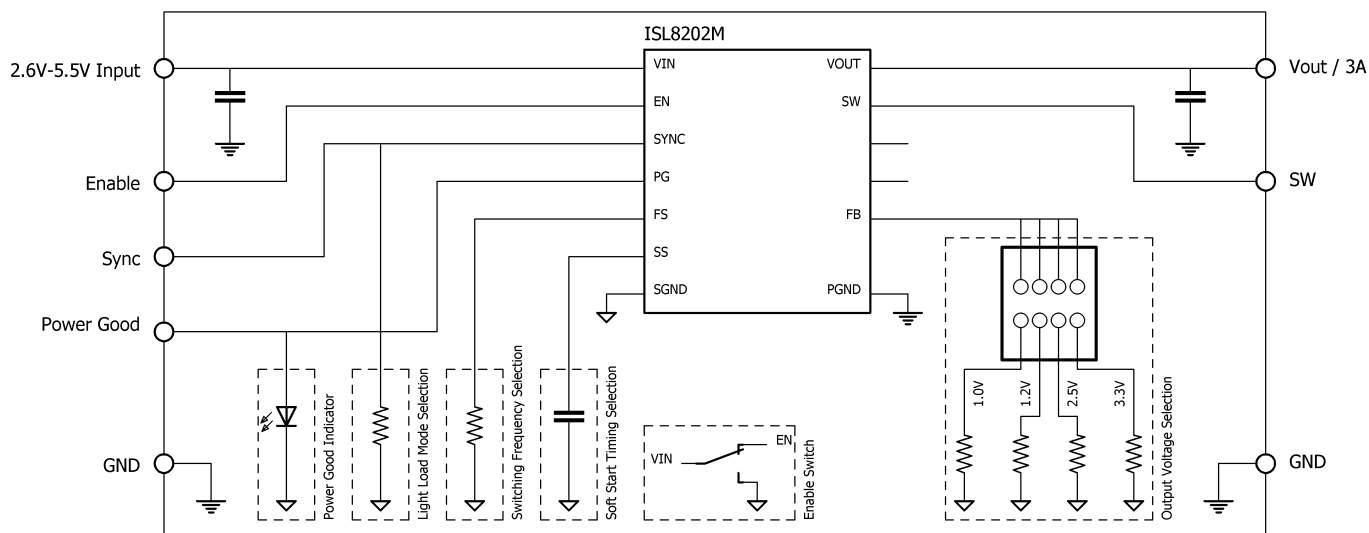 ISL8202M
2.6V-5.5V Input
VIN
VOUT
Vout / 3A
EN
SW
SYNC
Enable
PG
SW
FS
FB
Sync
SS
SGND
PGND
Power Good
Power Good Indicator
Light Load Mode Selection
Switching Frequency Selection
Soft Start Timing Selection
VIN
EN
Enable Switch
1.0V
1.2V
2.5V
3.3V
Output Voltage Selection
GND
GND